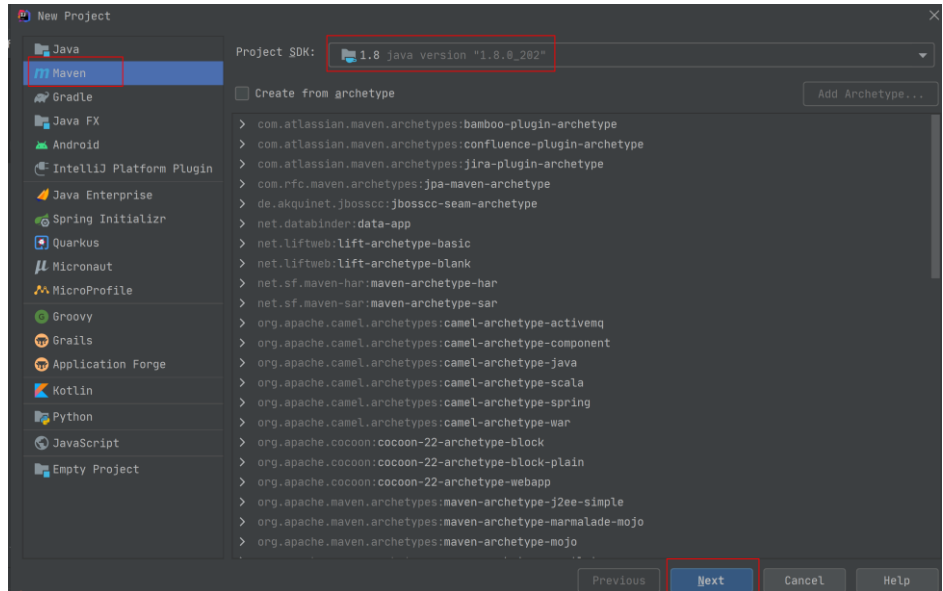 New Project
Java
Maven
Gradle
Java FX
Android
IntelliJ Platform Plugin
Java Enterprise
Spring Initializr
Quarkus
Micronaut
MicroProfile
Groovy
Grails
Application Forge
Kotlin
Python
JavaScript
Empty Project
Project SDK: 1.8 java version "1.8.0_202"
Create from archetype
Add Archetype...
com.atlassian.maven.archetypes:bamboo-plugin-archetype
com.atlassian.maven.archetypes:confluence-plugin-archetype
com.atlassian.maven.archetypes:jira-plugin-archetype
com.rfc.maven.archetypes:jpa-maven-archetype
de.akquinet.jbosscc:jbosscc-seam-archetype
net.databinder:data-app
net.liftweb:lift-archetype-basic
net.liftweb:lift-archetype-blank
net.sf.maven-har:maven-archetype-har
net.sf.maven-sar:maven-archetype-sar
org.apache.camel.archetypes:camel-archetype-activemq
org.apache.camel.archetypes:camel-archetype-component
org.apache.camel.archetypes:camel-archetype-java
org.apache.camel.archetypes:camel-archetype-scala
org.apache.camel.archetypes:camel-archetype-spring
org.apache.camel.archetypes:camel-archetype-war
org.apache.cocoon:cocoon-22-archetype-block
org.apache.cocoon:cocoon-22-archetype-block-plain
org.apache.cocoon:cocoon-22-archetype-webapp
org.apache.maven.archetypes:maven-archetype-j2ee-simple
org.apache.maven.archetypes:maven-archetype-marmalade-mojo
org.apache.maven.archetypes:maven-archetype-mojo
Previous
Next
Cancel
Help